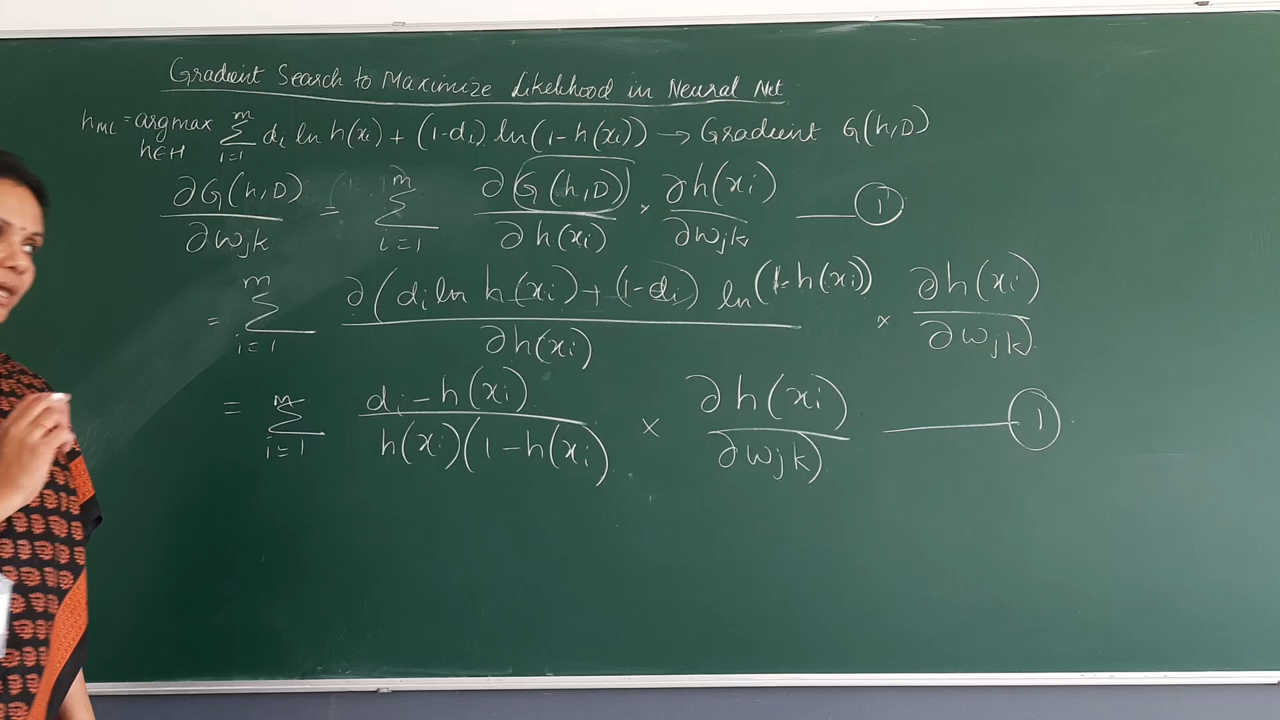 Gradient Search to Maximize Likelihood in Neural Net
h_ML = argmax_{h∈H} ∑_{i=1}^{m} d_i ln h(x_i) + (1-d_i) ln(1-h(x_i)) → Gradient G(h,D)
∂G(h,D)/∂w_jk = ∑_{i=1}^{m} ∂G(h,D)/∂h(x_i) × ∂h(x_i)/∂w_jk —— ①
= ∑_{i=1}^{m} ∂(d_i ln h(x_i) + (1-d_i) ln(1-h(x_i))/∂h(x_i) × ∂h(x_i)/∂w_jk)
= ∑_{i=1}^{m} d_i - h(x_i)/h(x_i)(1-h(x_i) × ∂h(x_i)/∂w_jk) —— ①